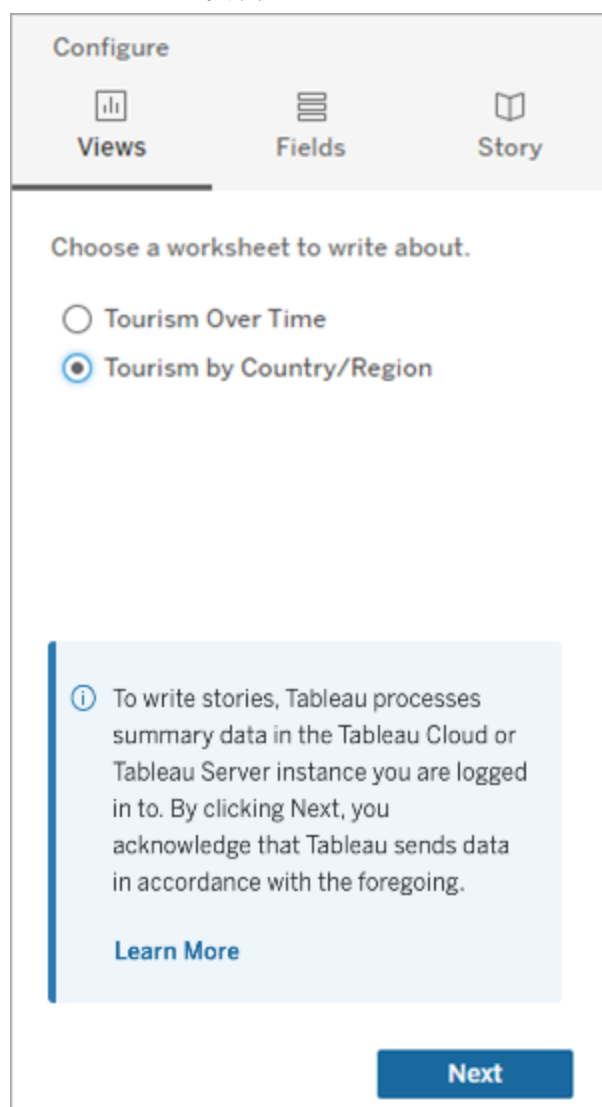 Configure
Views Fields Story
Choose a worksheet to write about.
Tourism Over Time
Tourism by Country/Region
To write stories, Tableau processes
summary data in the Tableau Cloud or
Tableau Server instance you are logged
in to. By clicking Next, you
acknowledge that Tableau sends data
in accordance with the foregoing.
Learn More
Next